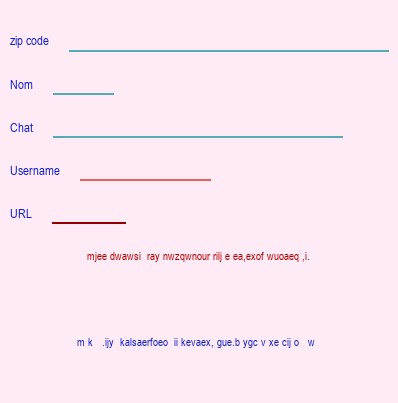 zip code
Nom
Chat
Username
URL
mjee dwawsi  ray nwzqwnour rilj e ea,exof wuoaeq ,i.
m k   .ijy  kalsaerfoeo  ii kevaex, gue.b ygc v xe cij o   w